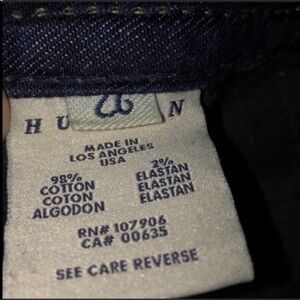 26
H U N
MADE IN
LOS ANGELES
USA
98% 2%
COTTON ELASTAN
COTON ELASTAN
ALGODON ELASTAN
RN# 107906
CA# 00635
SEE CARE REVERSE